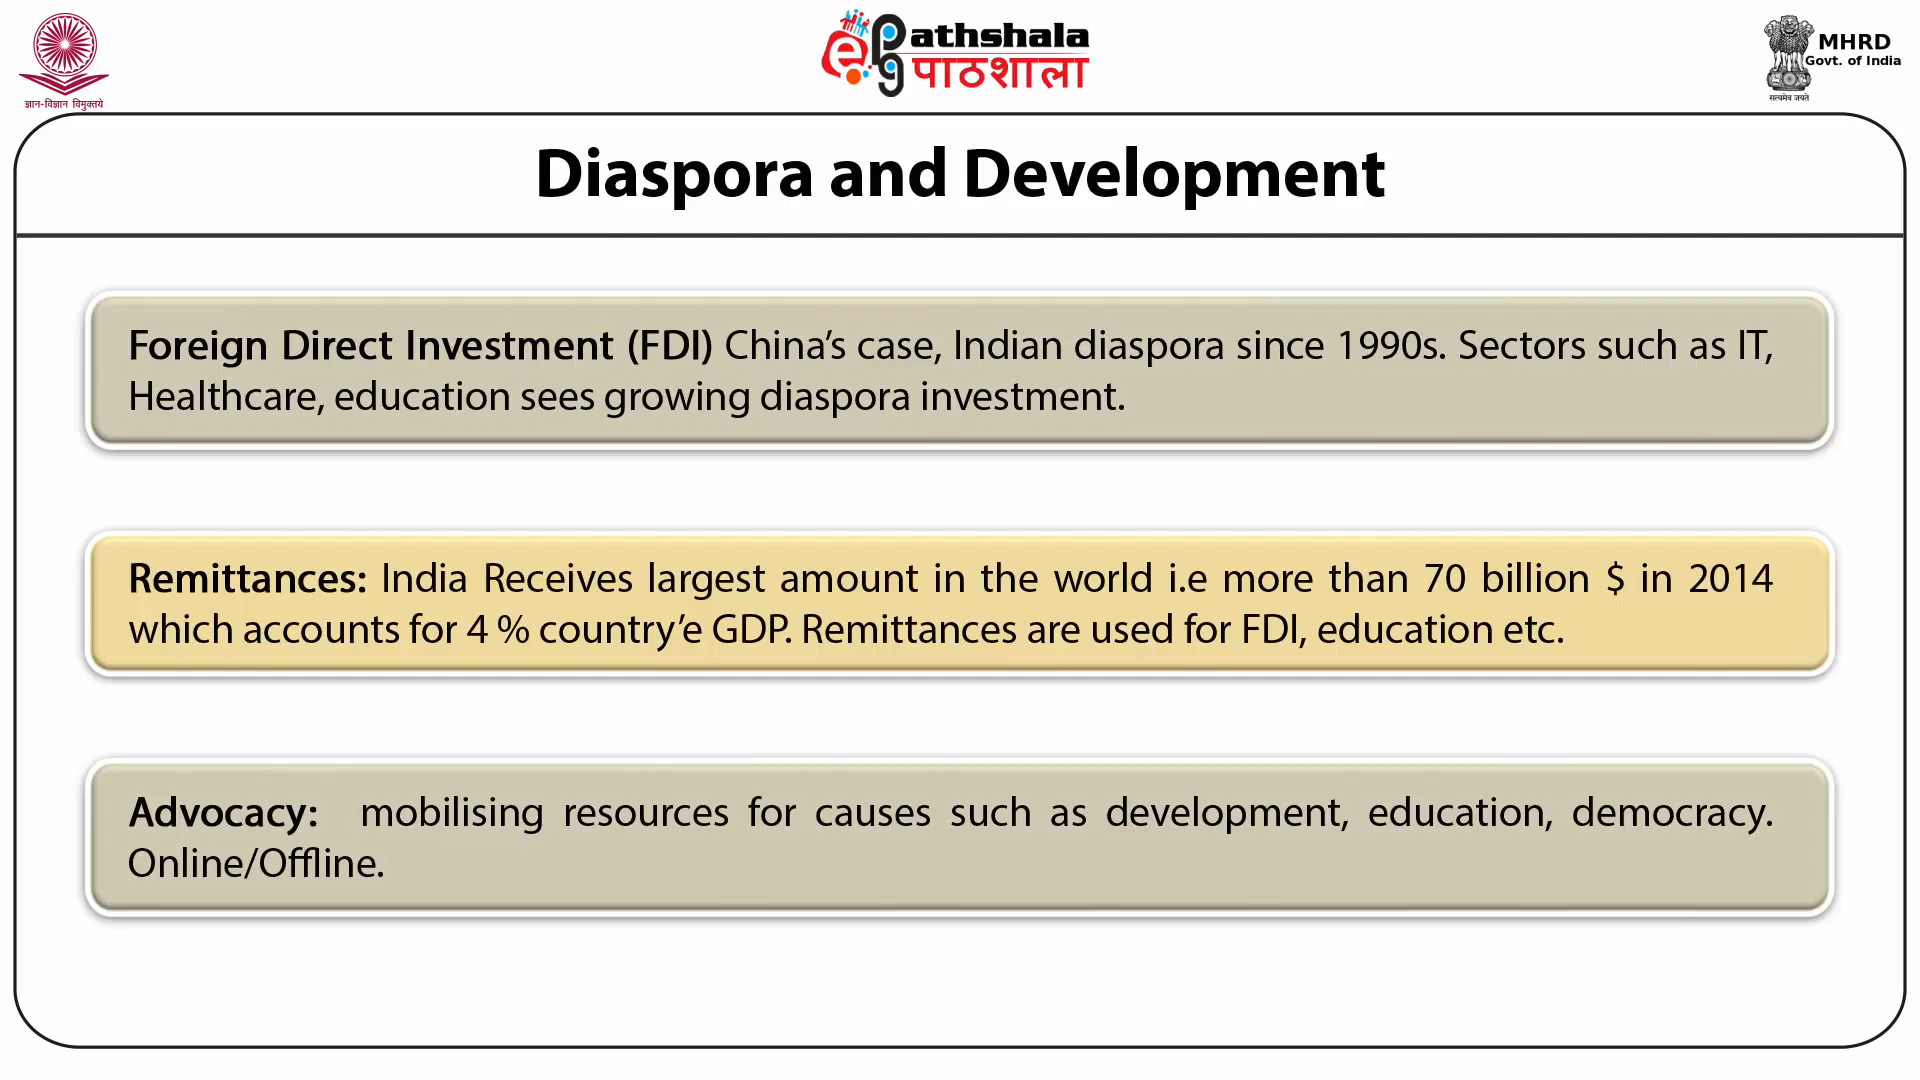 ज्ञान-विज्ञान विमुक्तये
ePathshala
पाठशाला
MHRD
Govt. of India
सत्यमेव जयते
Diaspora and Development
Foreign Direct Investment (FDI) China’s case, Indian diaspora since 1990s. Sectors such as IT,
Healthcare, education sees growing diaspora investment.
Remittances: India Receives largest amount in the world i.e more than 70 billion $ in 2014
which accounts for 4 % country’e GDP. Remittances are used for FDI, education etc.
Advocacy: mobilising resources for causes such as development, education, democracy.
Online/Offline.